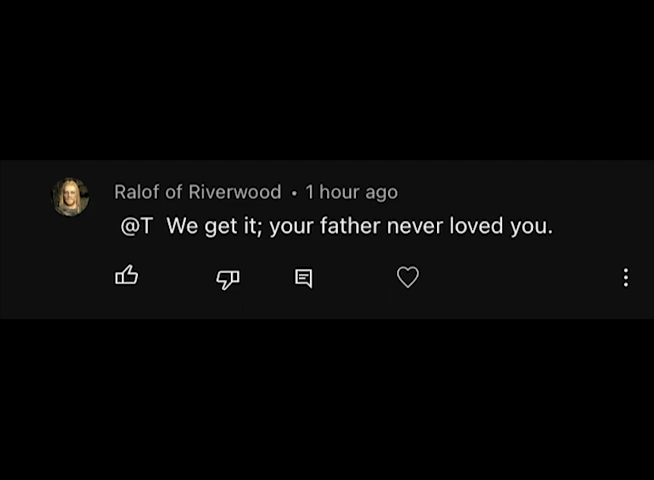 Ralof of Riverwood • 1 hour ago
@T We get it; your father never loved you.